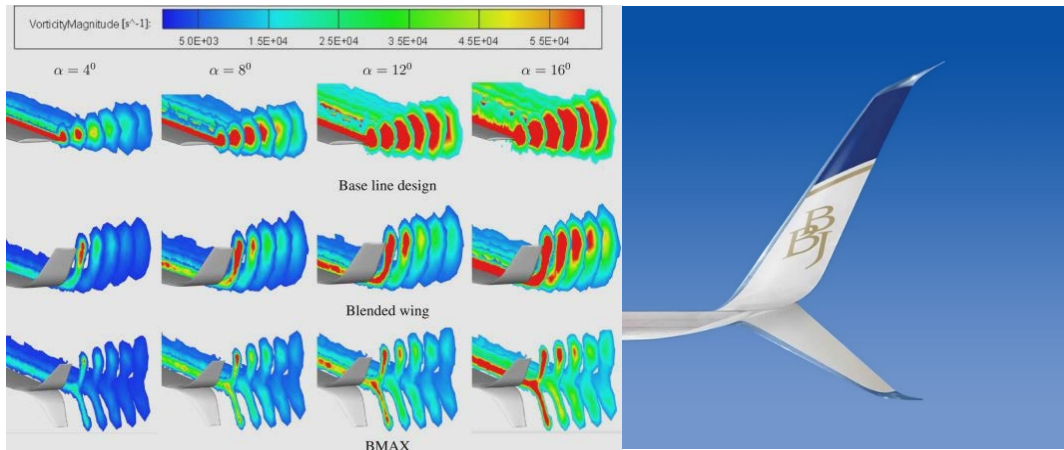 VorticityMagnitude [s^-1]:
5.0E+03 1.5E+04 2.5E+04 3.5E+04 4.5E+04 5.5E+04
α = 4⁰ α = 8⁰ α = 12⁰ α = 16⁰
Base line design
Blended wing
BMAX
BBJ